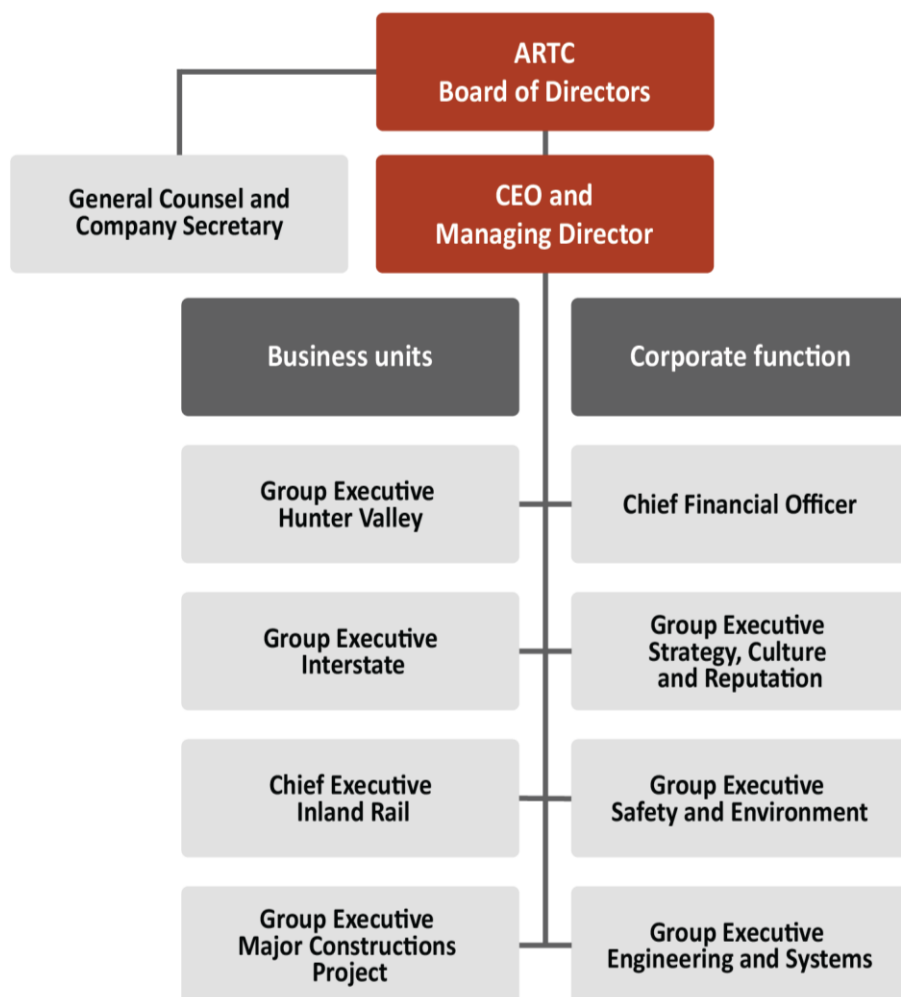 ARTC
Board of Directors
General Counsel and
Company Secretary
CEO and
Managing Director
Business units
Corporate function
Group Executive
Hunter Valley
Chief Financial Officer
Group Executive
Interstate
Group Executive
Strategy, Culture
and Reputation
Chief Executive
Inland Rail
Group Executive
Safety and Environment
Group Executive
Major Constructions
Project
Group Executive
Engineering and Systems